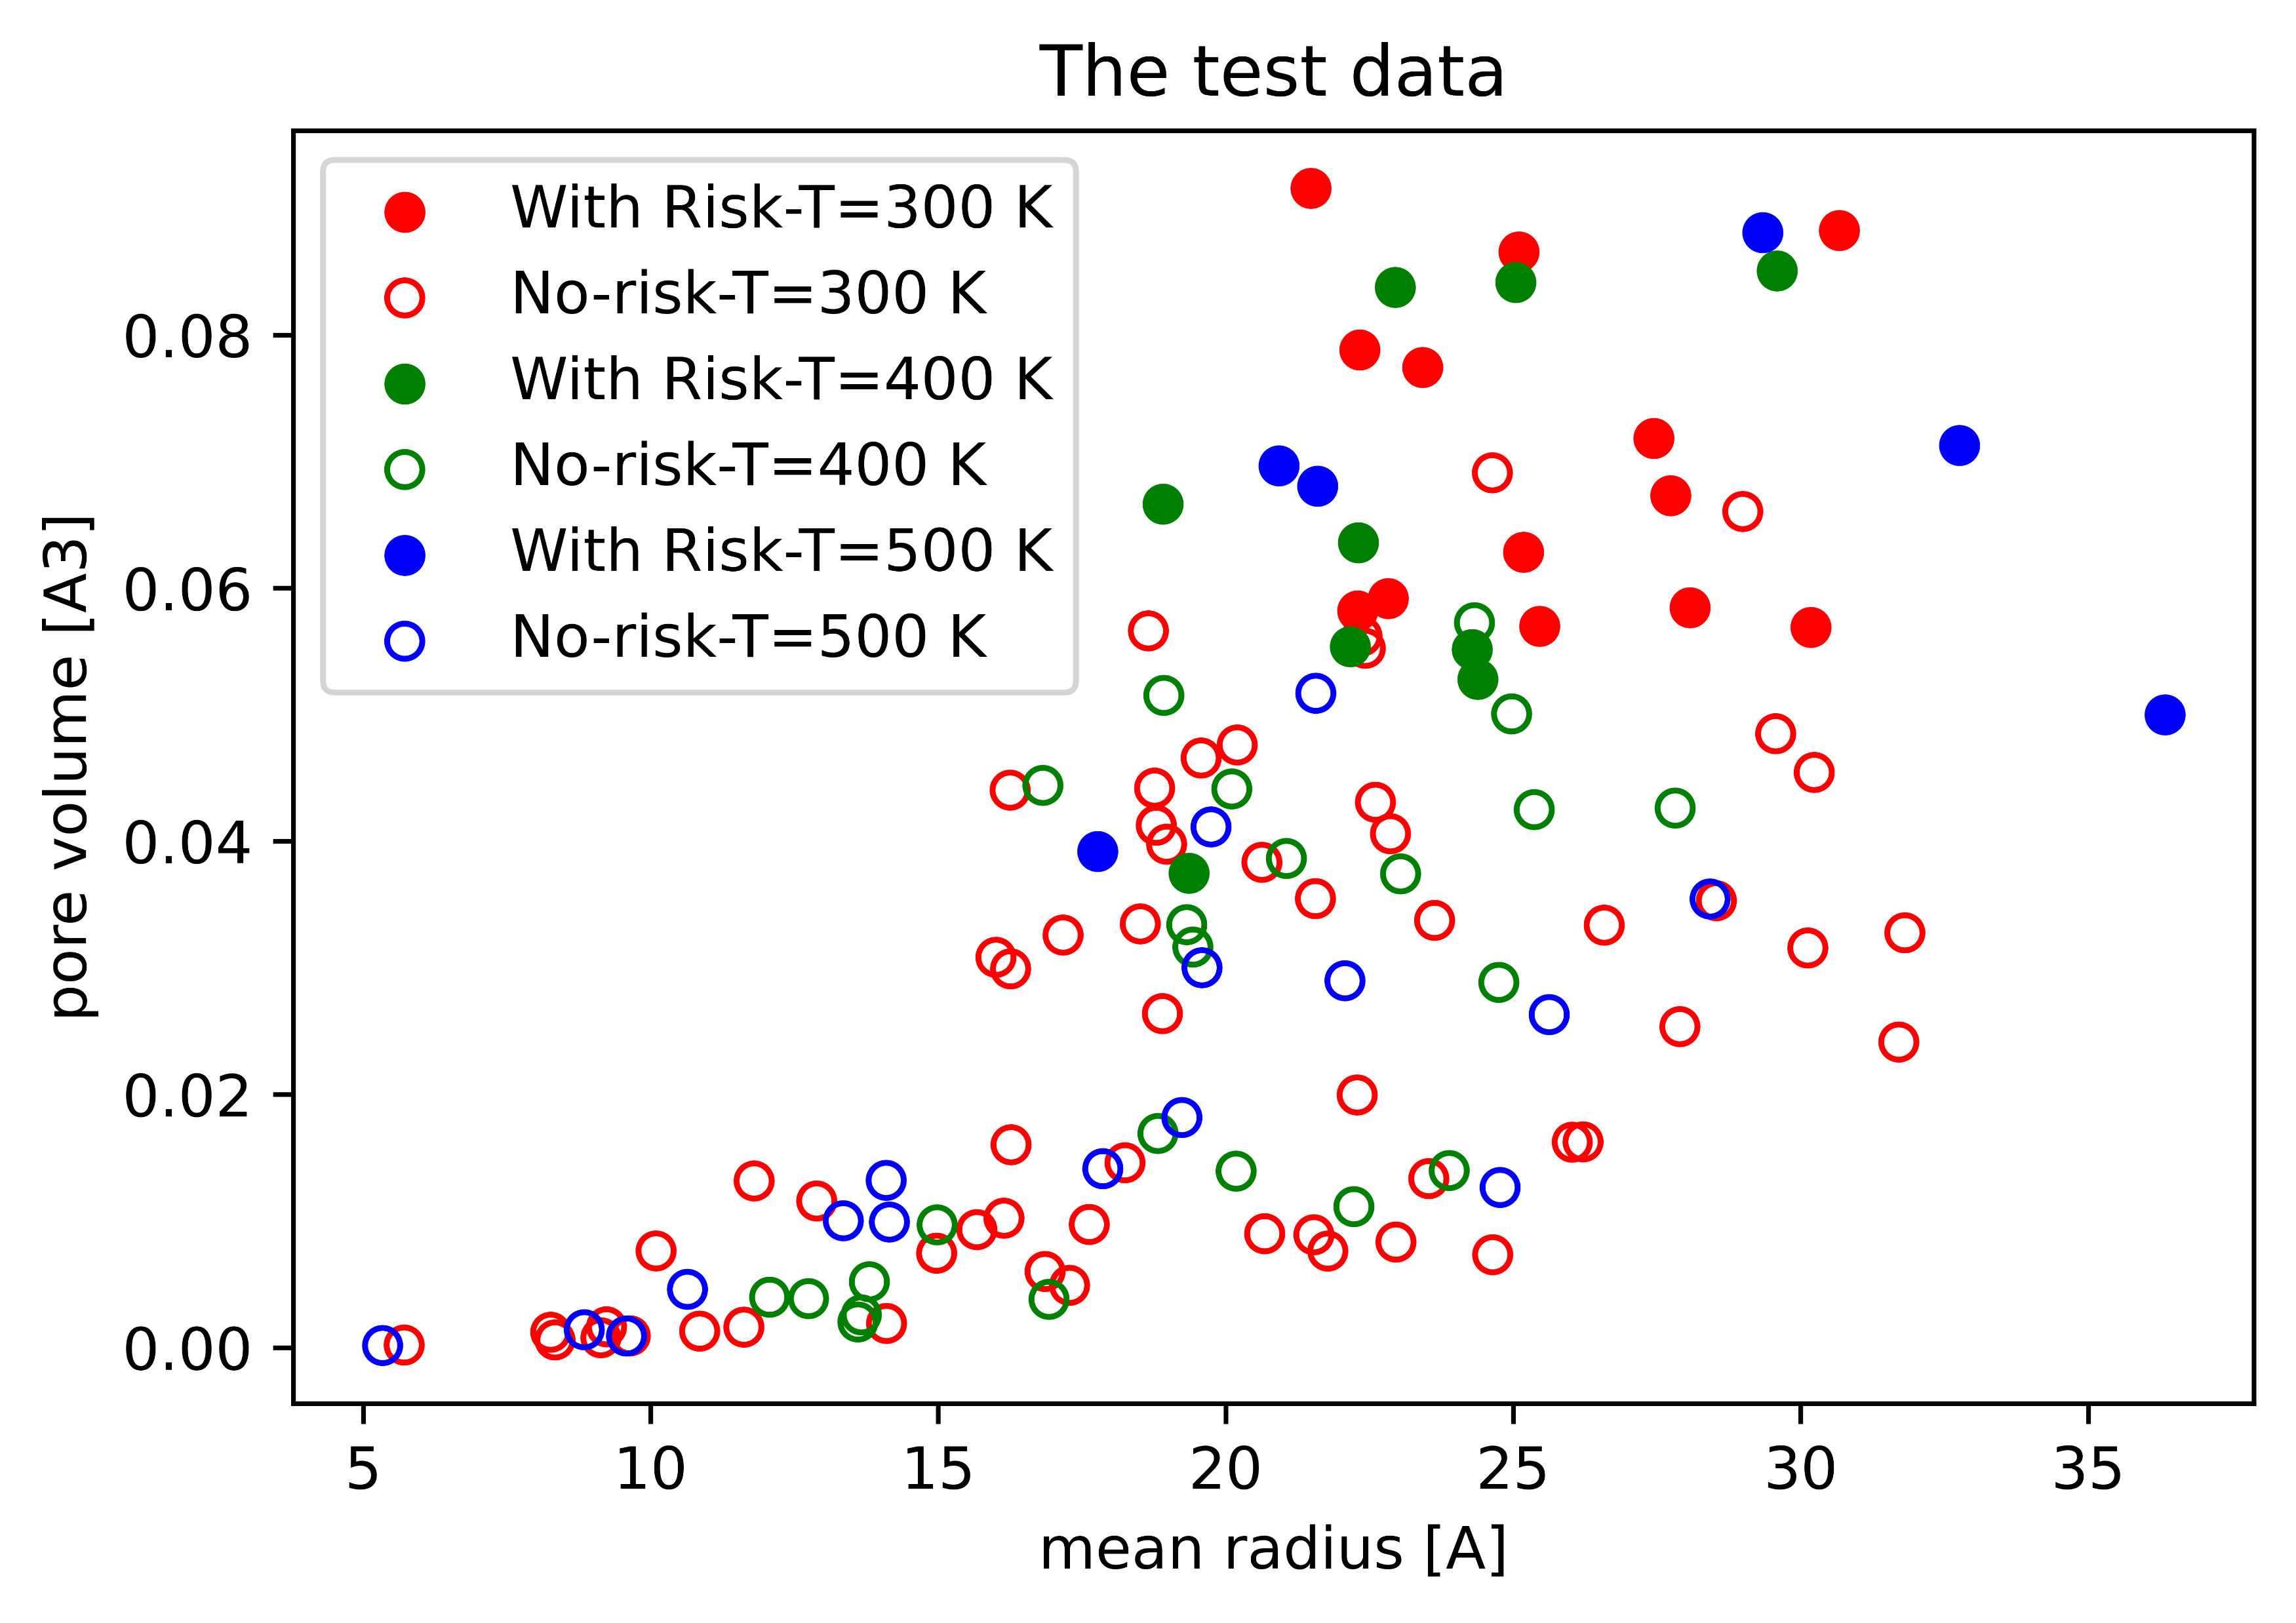 The test data
With Risk-T=300 K
No-risk-T=300 K
With Risk-T=400 K
No-risk-T=400 K
With Risk-T=500 K
No-risk-T=500 K
pore volume [A3]
0.08
0.06
0.04
0.02
0.00
5 10 15 20 25 30 35
mean radius [A]